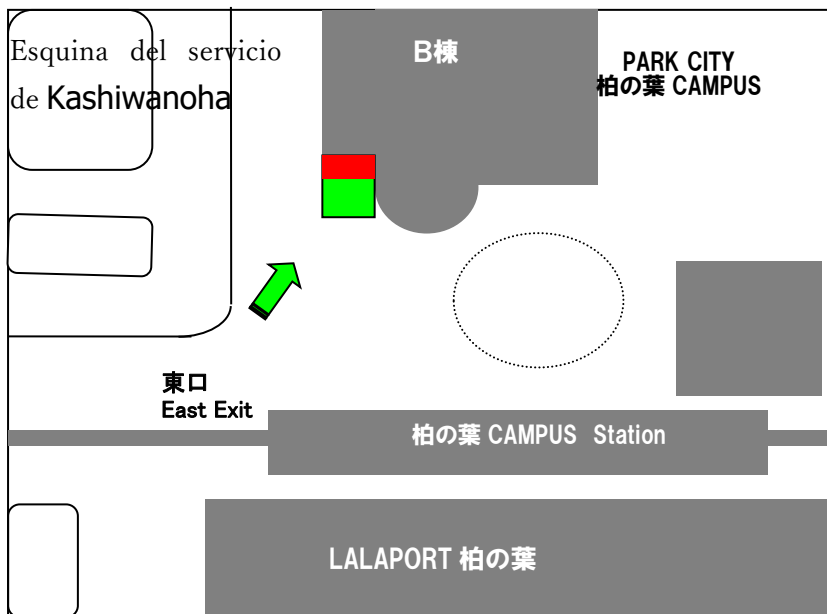 Esquina del servicio
de Kashiwanoha
B棟
PARK CITY
柏の葉 CAMPUS
東口
East Exit
柏の葉 CAMPUS Station
LALAPORT 柏の葉